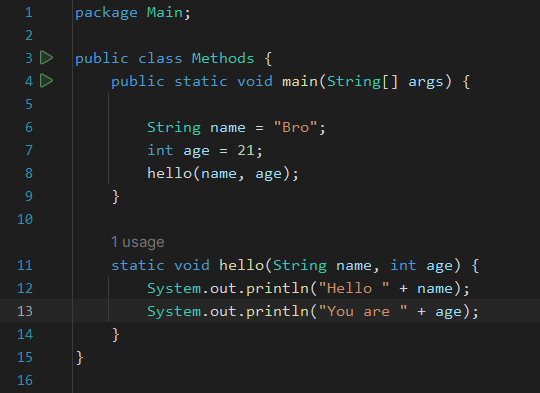 1 package Main;
2
3 public class Methods {
4     public static void main(String[] args) {
5
6         String name = "Bro";
7         int age = 21;
8         hello(name, age);
9     }
10
1 usage
11     static void hello(String name, int age) {
12         System.out.println("Hello " + name);
13         System.out.println("You are " + age);
14     }
15 }
16